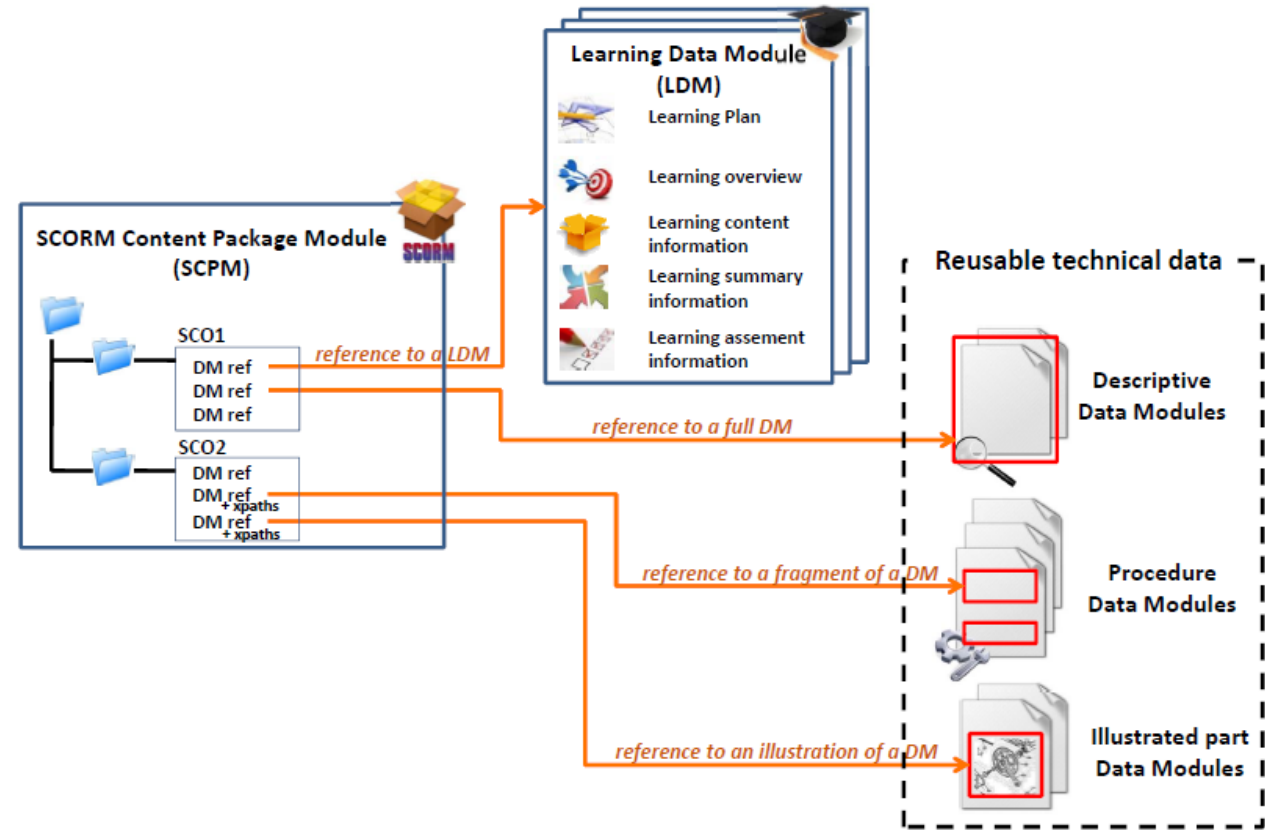 Learning Data Module
(LDM)
Learning Plan
Learning overview
Learning content
information
Learning summary
information
Learning assement
information
SCORM Content Package Module
(SCPM)
SCORM
SCO1
DM ref
DM ref
DM ref
SCO2
DM ref
DM ref
+ xpaths
DM ref
+ xpaths
reference to a LDM
reference to a full DM
reference to a fragment of a DM
reference to an illustration of a DM
Reusable technical data
Descriptive
Data Modules
Procedure
Data Modules
Illustrated part
Data Modules